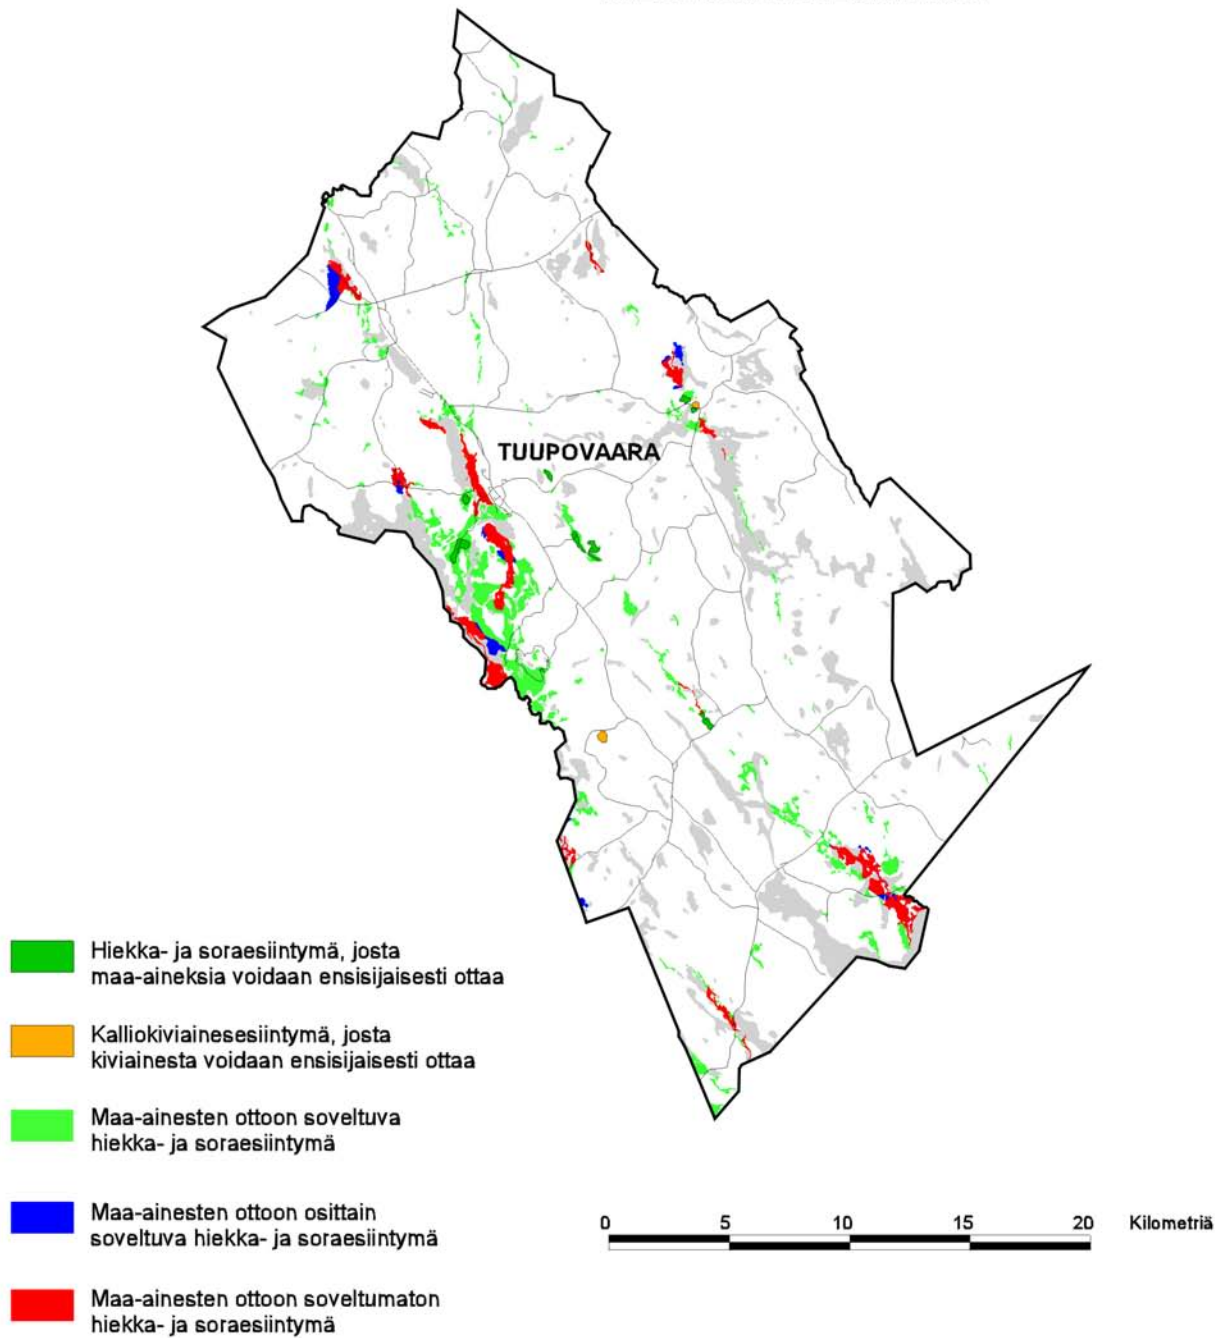 TUUPOVAARA
Hiekka- ja soraesiintymä, josta
maa-aineksia voidaan ensisijaisesti ottaa
Kalliokiviainesesiintymä, josta
kiviainesta voidaan ensisijaisesti ottaa
Maa-ainesten ottoon soveltuva
hiekka- ja soraesiintymä
Maa-ainesten ottoon osittain
soveltuva hiekka- ja soraesiintymä
Maa-ainesten ottoon soveltumaton
hiekka- ja soraesiintymä
0 5 10 15 20 Kilometriä